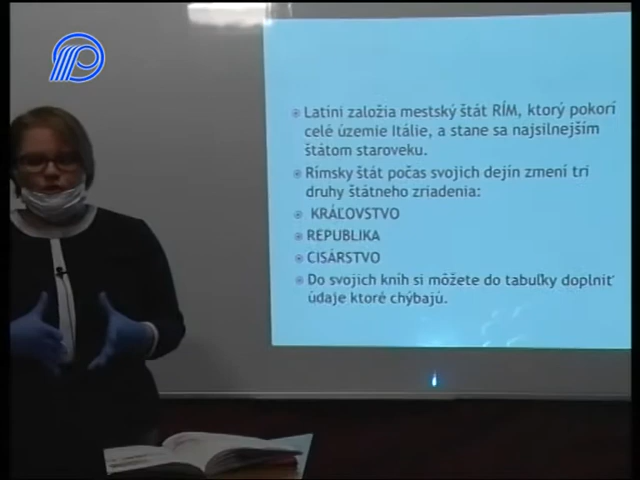 Latini založia mestský štát RÍM, ktorý pokorí
celé územie Itálie, a stane sa najsilnejším
štátom staroveku.
Rímsky štát počas svojich dejín zmení tri
druhy štátneho zriadenia:
KRÁĽOVSTVO
REPUBLIKA
CISÁRSTVO
Do svojich kníh si môžete do tabuľky doplniť
údaje ktoré chýbajú.